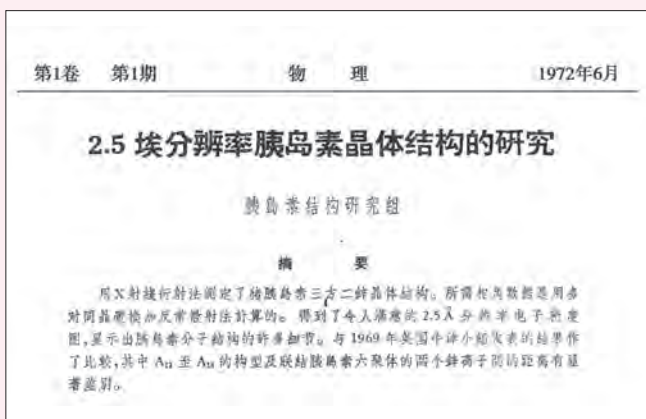 第1卷 第1期 物 理 1972年6月
2.5 埃分辨率胰岛素晶体结构的研究
胰岛素结构研究组
摘 要
用X射线衍射法测定了猪胰岛素三方二锌晶体结构。所需相角数据是用多
对同晶置换加反常散射法计算的。得到了令人满意的2.5Å分辨率电子密度
图,显示出胰岛素分子结构的许多细节。与1969年英国牛津小组发表的结果作
了比较,其中 至 的构型及联结胰岛素六聚体的两个锌离子间的距离有显
著差别。